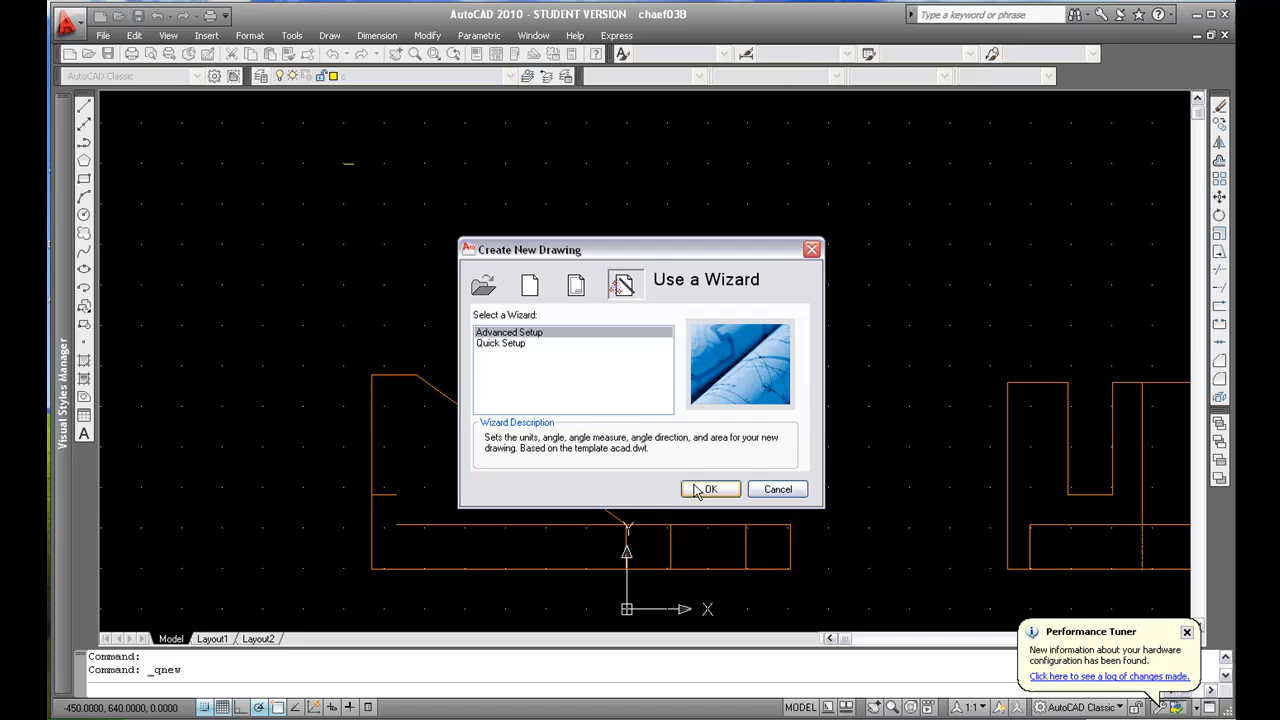 AutoCAD 2010 - STUDENT VERSION chaef03B
Type a keyword or phrase
File Edit View Insert Format Tools Draw Dimension Modify Parametric Window Help Express
AutoCAD Classic
c
Create New Drawing
Use a Wizard
Select a Wizard:
Advanced Setup
Quick Setup
Wizard Description
Sets the units, angle, angle measure, angle direction, and area for your new
drawing. Based on the template acad.dwt.
OK Cancel
Visual Styles Manager
A
Y
X
Model Layout1 Layout2
Performance Tuner
New information about your hardware
configuration has been found.
Click here to see a log of changes made.
Command:
Command: _qnew
-450.0000, 640.0000, 0.0000
MODEL
1:1
AutoCAD Classic